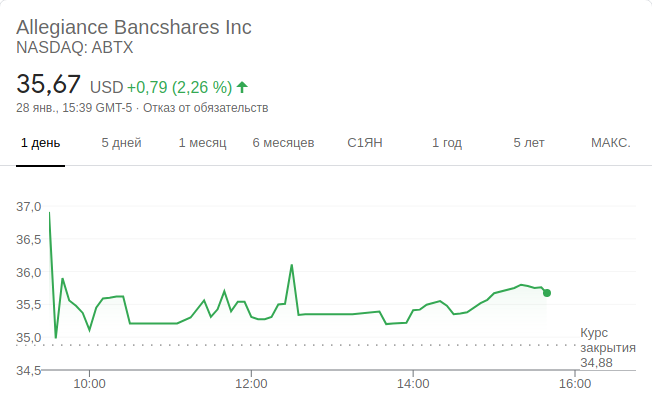 Allegiance Bancshares Inc
NASDAQ: ABTX
35,67 USD +0,79 (2,26 %)
28 янв., 15:39 GMT-5 · Отказ от обязательств
1 день 5 дней 1 месяц 6 месяцев С1ЯН 1 год 5 лет МАКС.
37,0
36,5
36,0
35,5
35,0
Курс
закрытия
34,88
34,5
10:00 12:00 14:00 16:00